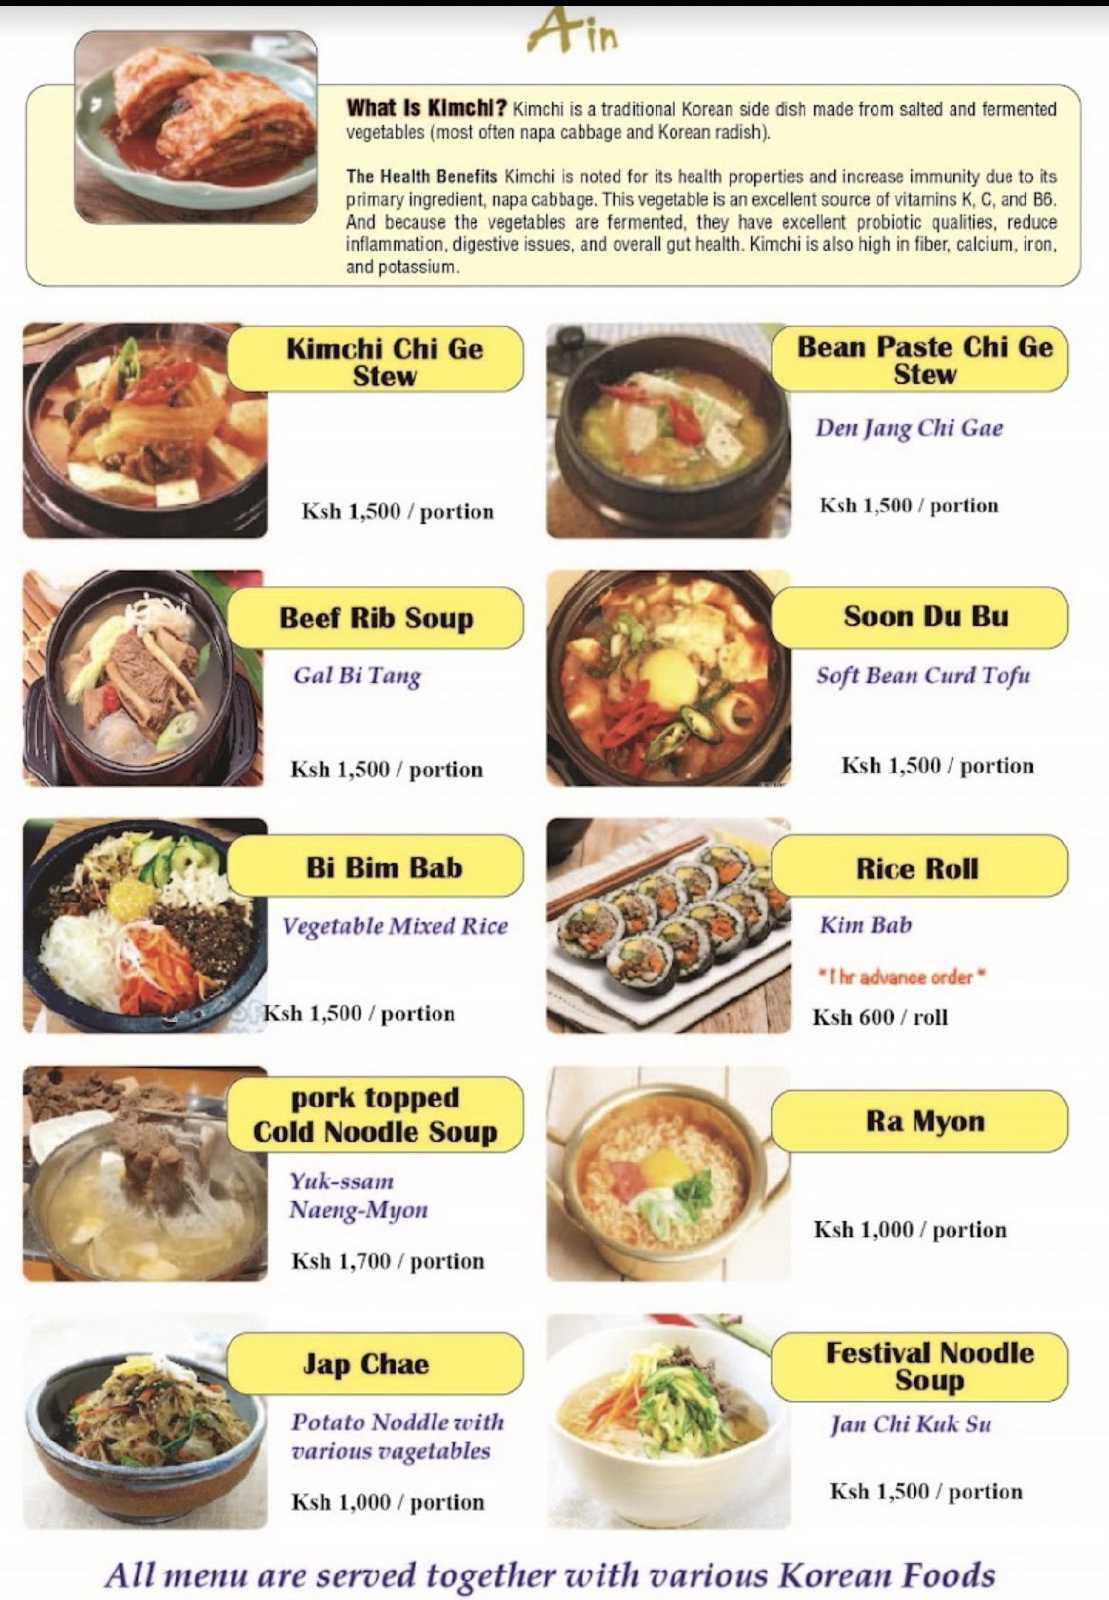 Ain
What Is Kimchi? Kimchi is a traditional Korean side dish made from salted and fermented
vegetables (most often napa cabbage and Korean radish).
The Health Benefits Kimchi is noted for its health properties and increase immunity due to its
primary ingredient, napa cabbage. This vegetable is an excellent source of vitamins K, C, and B6.
And because the vegetables are fermented, they have excellent probiotic qualities, reduce
inflammation, digestive issues, and overall gut health. Kimchi is also high in fiber, calcium, iron,
and potassium.
Kimchi Chi Ge
Stew
Ksh 1,500 / portion
Bean Paste Chi Ge
Stew
Den Jang Chi Gae
Ksh 1,500 / portion
Beef Rib Soup
Gal Bi Tang
Ksh 1,500 / portion
Soon Du Bu
Soft Bean Curd Tofu
Ksh 1,500 / portion
Bi Bim Bab
Vegetable Mixed Rice
Ksh 1,500 / portion
Rice Roll
Kim Bab
*1 hr advance order*
Ksh 600 / roll
pork topped
Cold Noodle Soup
Yuk-ssam
Naeng-Myon
Ksh 1,700 / portion
Ra Myon
Ksh 1,000 / portion
Jap Chae
Potato Noddle with
various vagetables
Ksh 1,000 / portion
Festival Noodle
Soup
Jan Chi Kuk Su
Ksh 1,500 / portion
All menu are served together with various Korean Foods